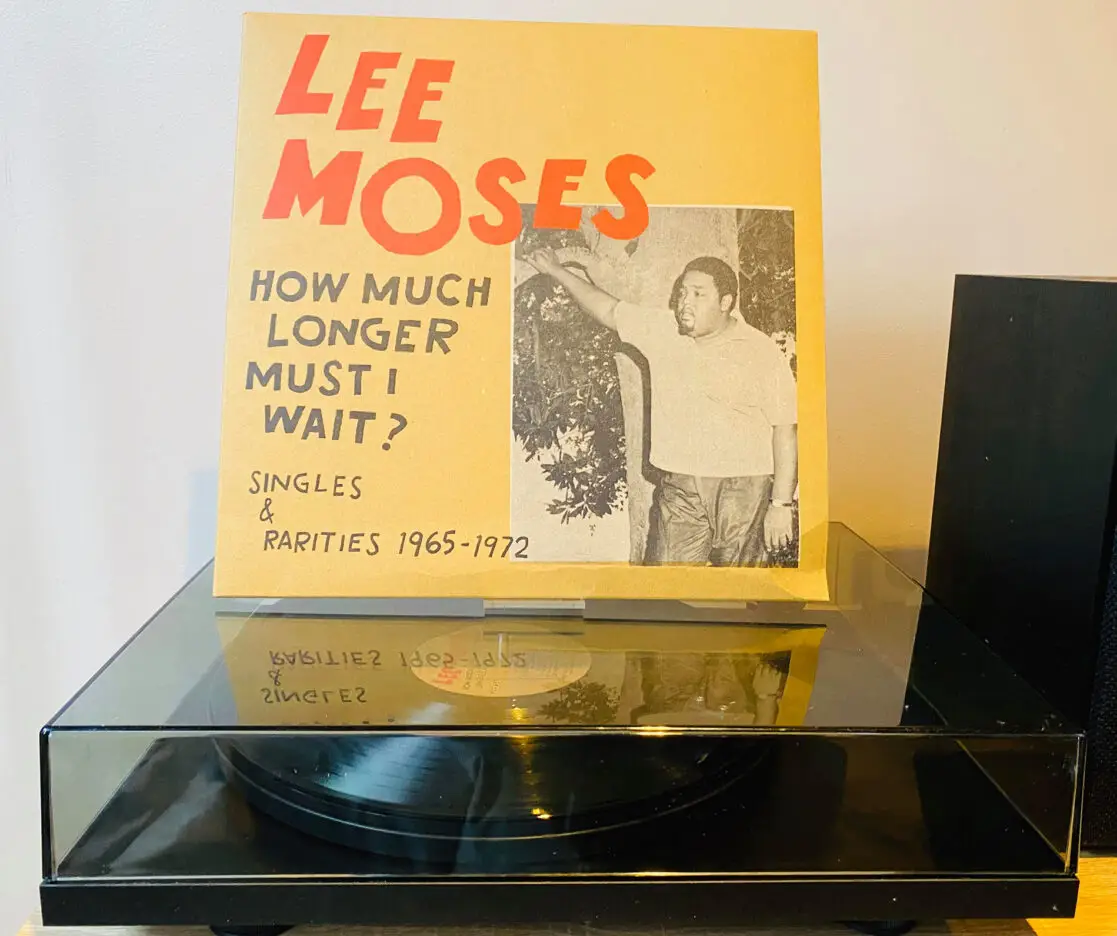 LEE
MOSES
HOW MUCH
LONGER
MUST I
WAIT?
SINGLES
&
RARITIES 1965-1972